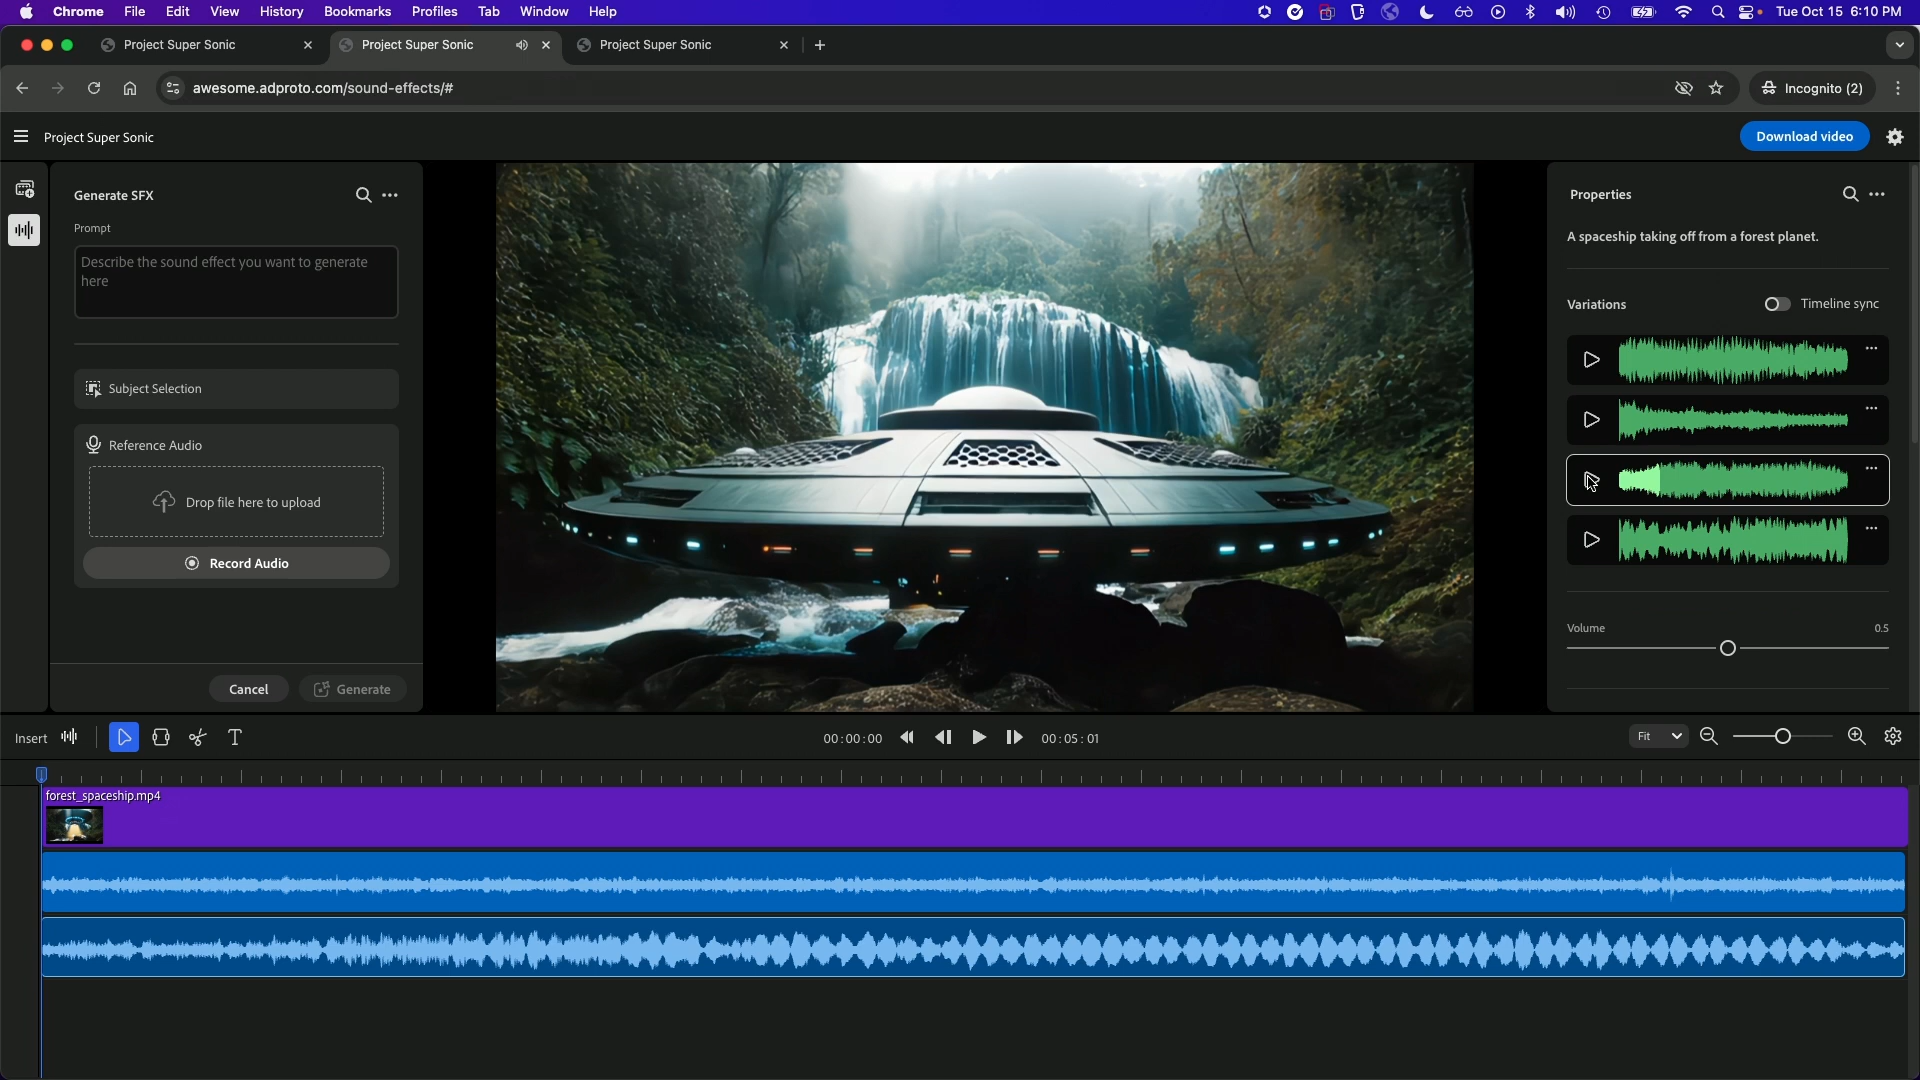 Chrome File Edit View History Bookmarks Profiles Tab Window Help Tue Oct 15 6:10 PM
Project Super Sonic Project Super Sonic Project Super Sonic
awesome.adproto.com/sound-effects/# Incognito (2)
Project Super Sonic Download video
Generate SFX
Prompt
Describe the sound effect you want to generate
here
Subject Selection
Reference Audio
Drop file here to upload
Record Audio
Cancel Generate
Properties
A spaceship taking off from a forest planet.
Variations Timeline sync
Volume 0.5
Insert 00:00:00 00:05:01 Fit
forest_spaceship.mp4